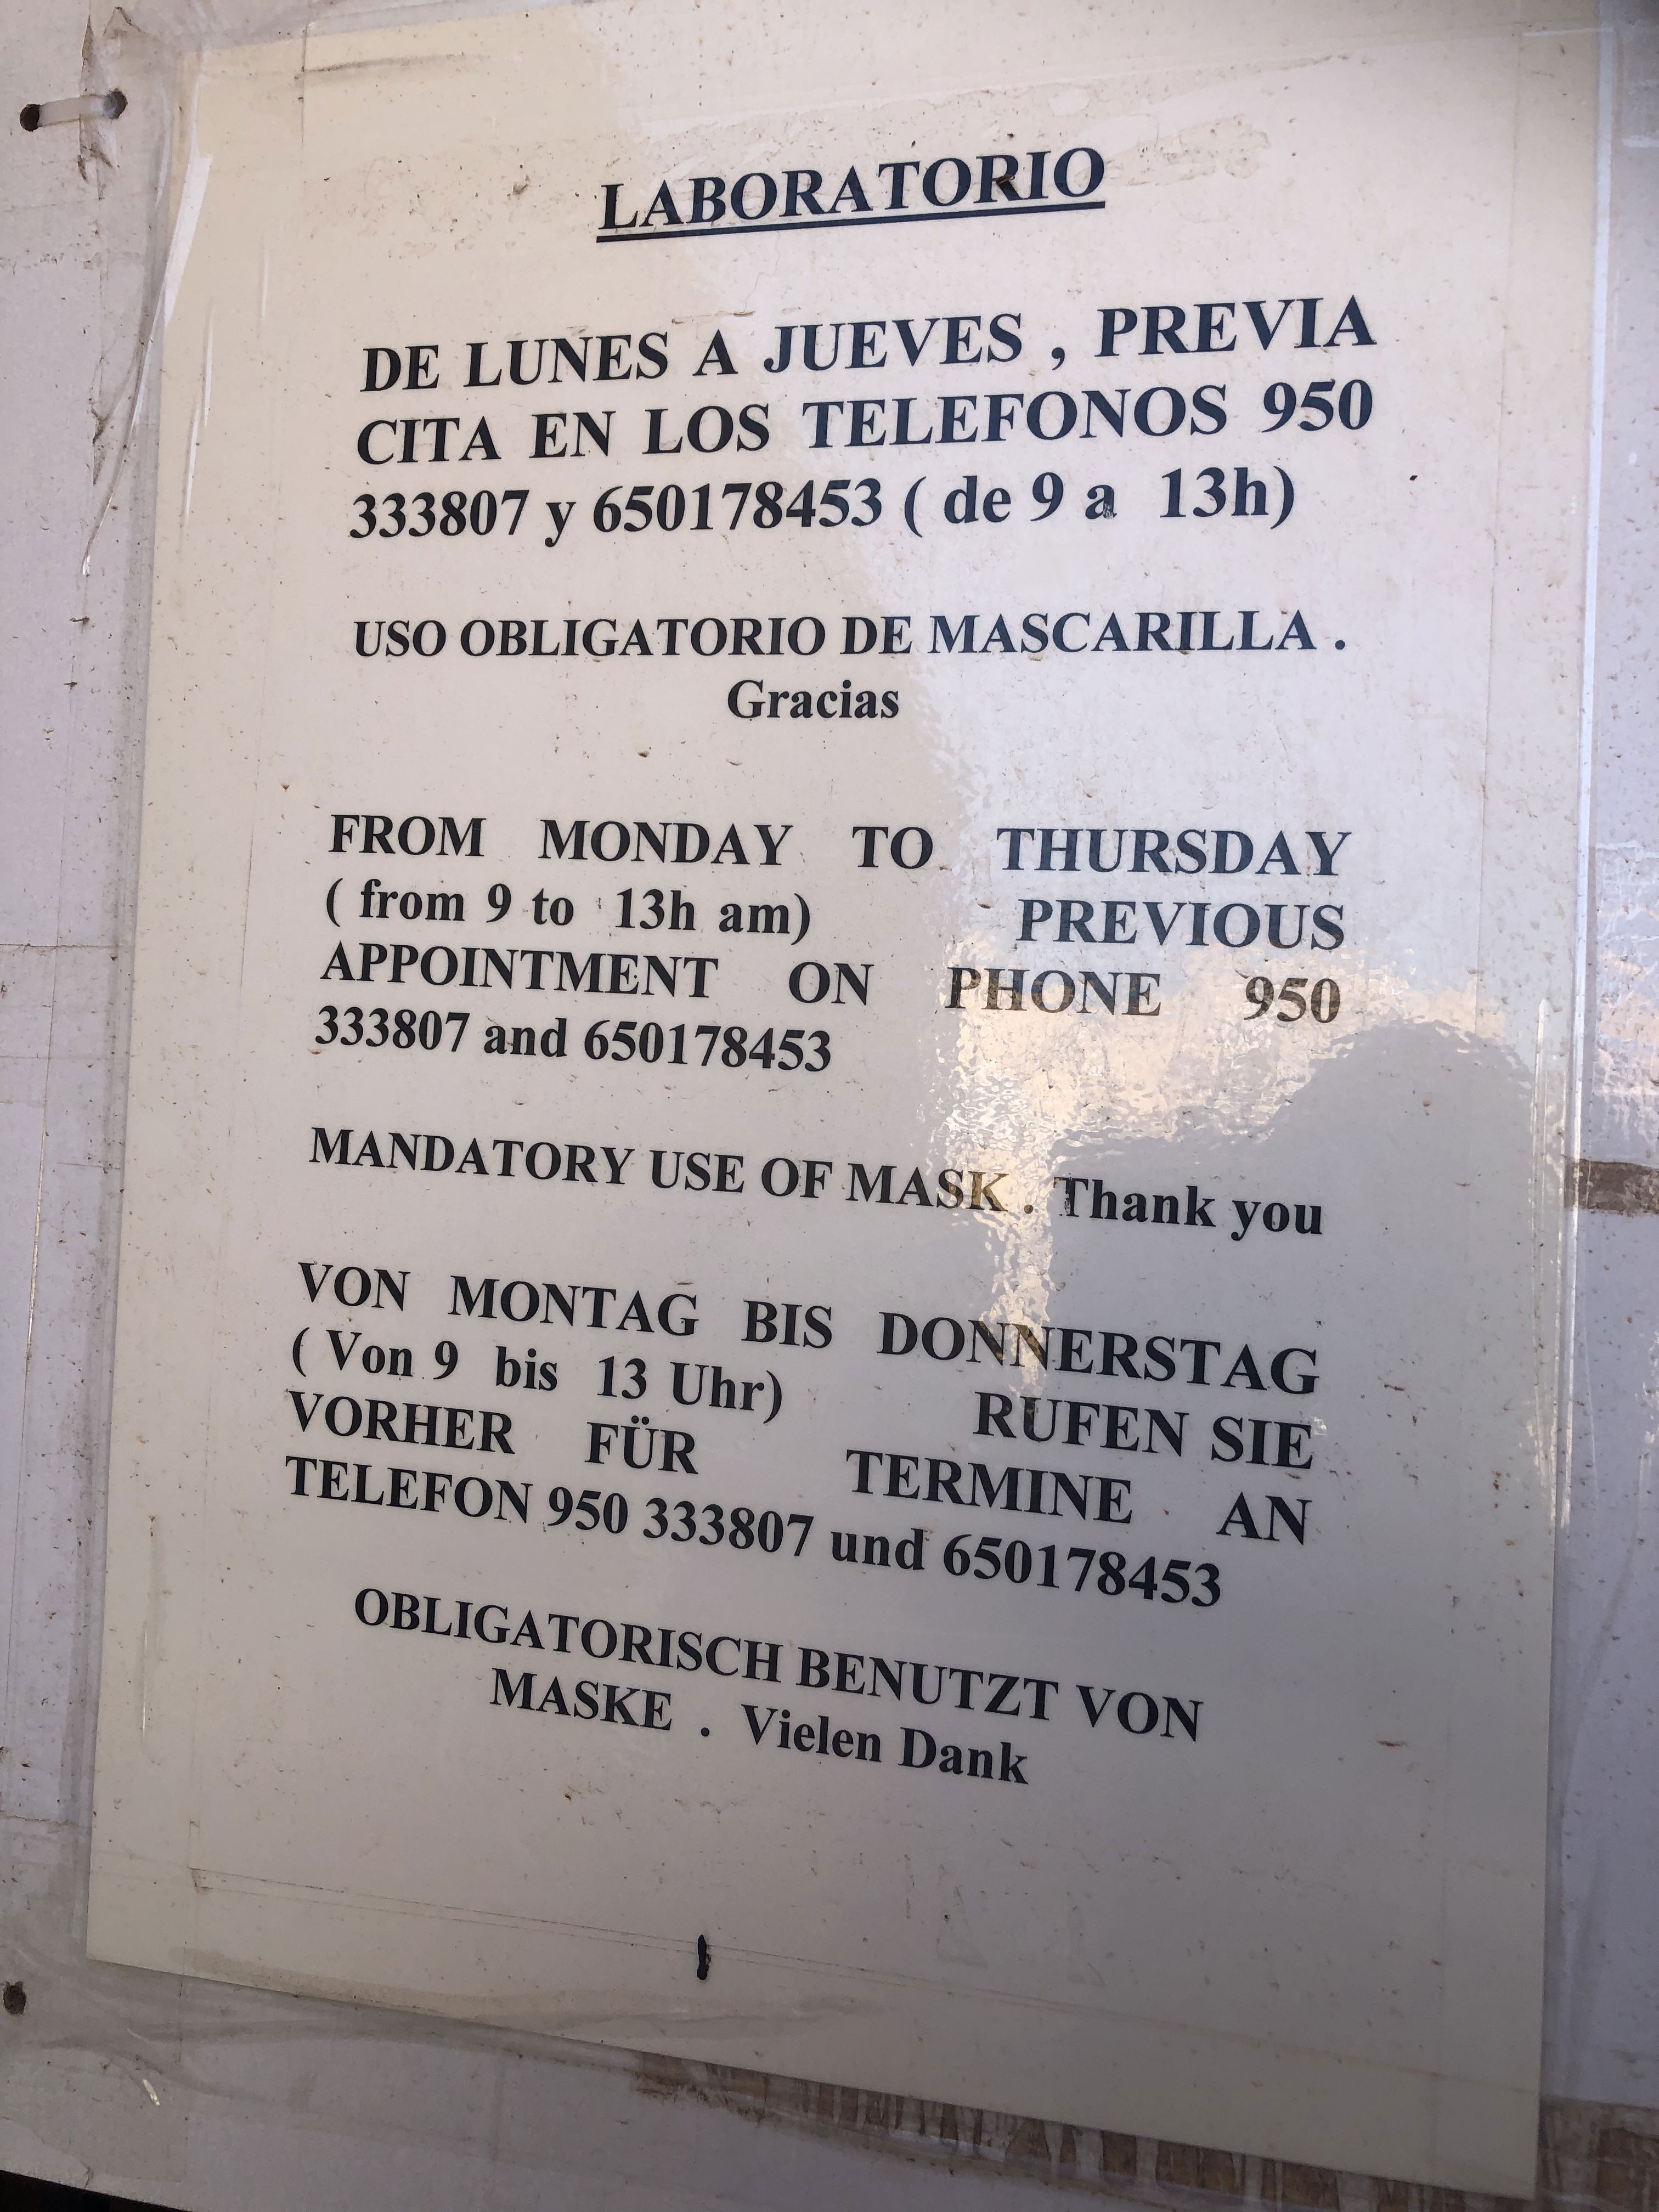 LABORATORIO
DE LUNES A JUEVES , PREVIA
CITA EN LOS TELEFONOS 950
333807 y 650178453 ( de 9 a 13h)
USO OBLIGATORIO DE MASCARILLA .
Gracias
FROM MONDAY TO THURSDAY
( from 9 to 13h am) PREVIOUS
APPOINTMENT ON PHONE 950
333807 and 650178453
MANDATORY USE OF MASK . Thank you
VON MONTAG BIS DONNERSTAG
( Von 9 bis 13 Uhr) RUFEN SIE
VORHER FÜR TERMINE AN
TELEFON 950 333807 und 650178453
OBLIGATORISCH BENUTZT VON
MASKE . Vielen Dank